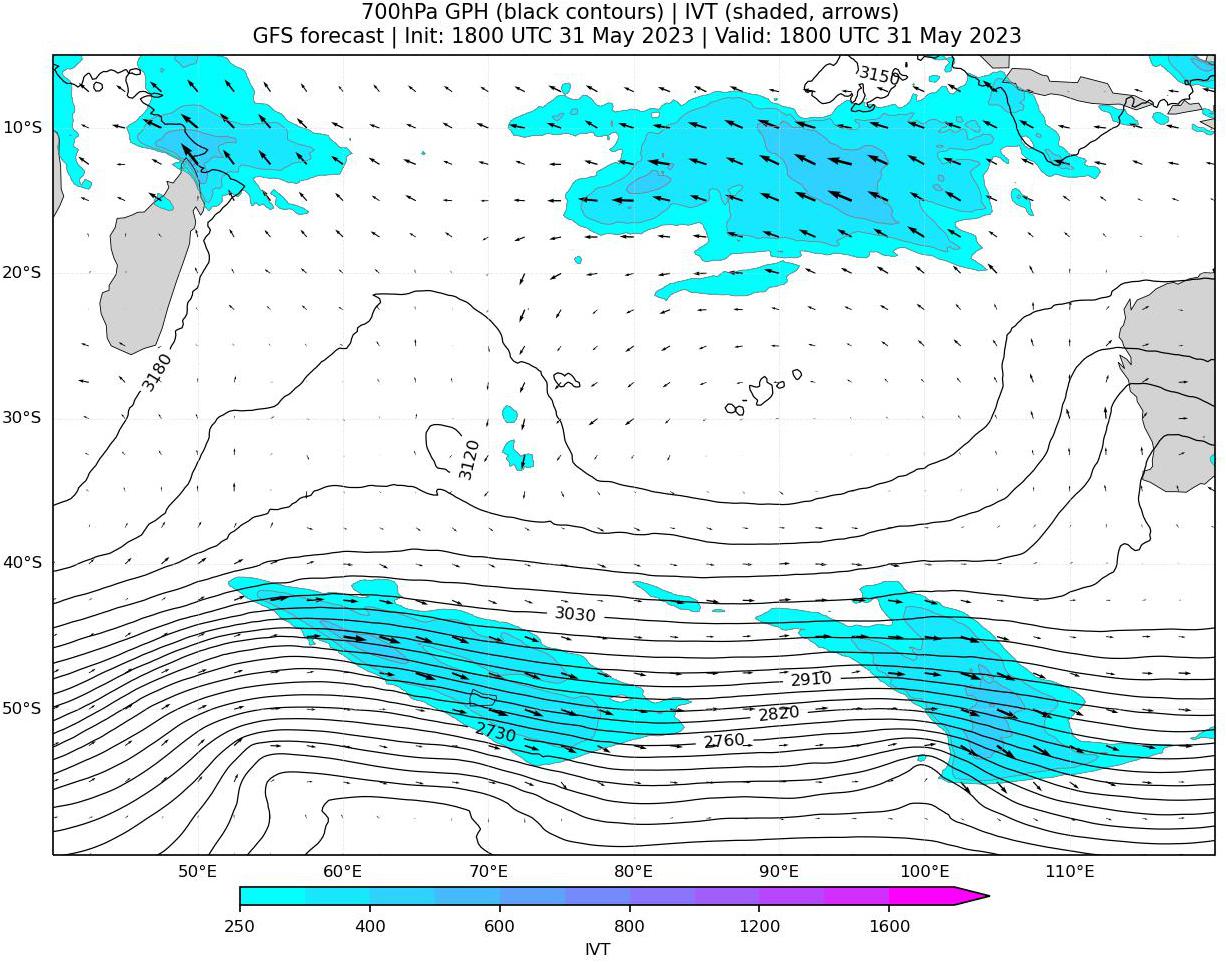 700hPa GPH (black contours) | IVT (shaded, arrows)
GFS forecast | Init: 1800 UTC 31 May 2023 | Valid: 1800 UTC 31 May 2023
3150
10°S
20°S
3180
30°S
3120
40°S
3030
2910
50°S
2820
2730
2760
50°E 60°E 70°E 80°E 90°E 100°E 110°E
250 400 600 800 1200 1600
IVT